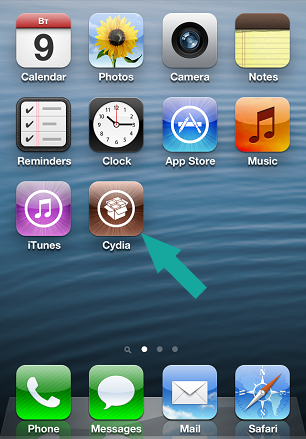 Вт
9
Calendar Photos Camera Notes
Reminders Clock App Store Music
iTunes Cydia
Phone Messages Mail Safari